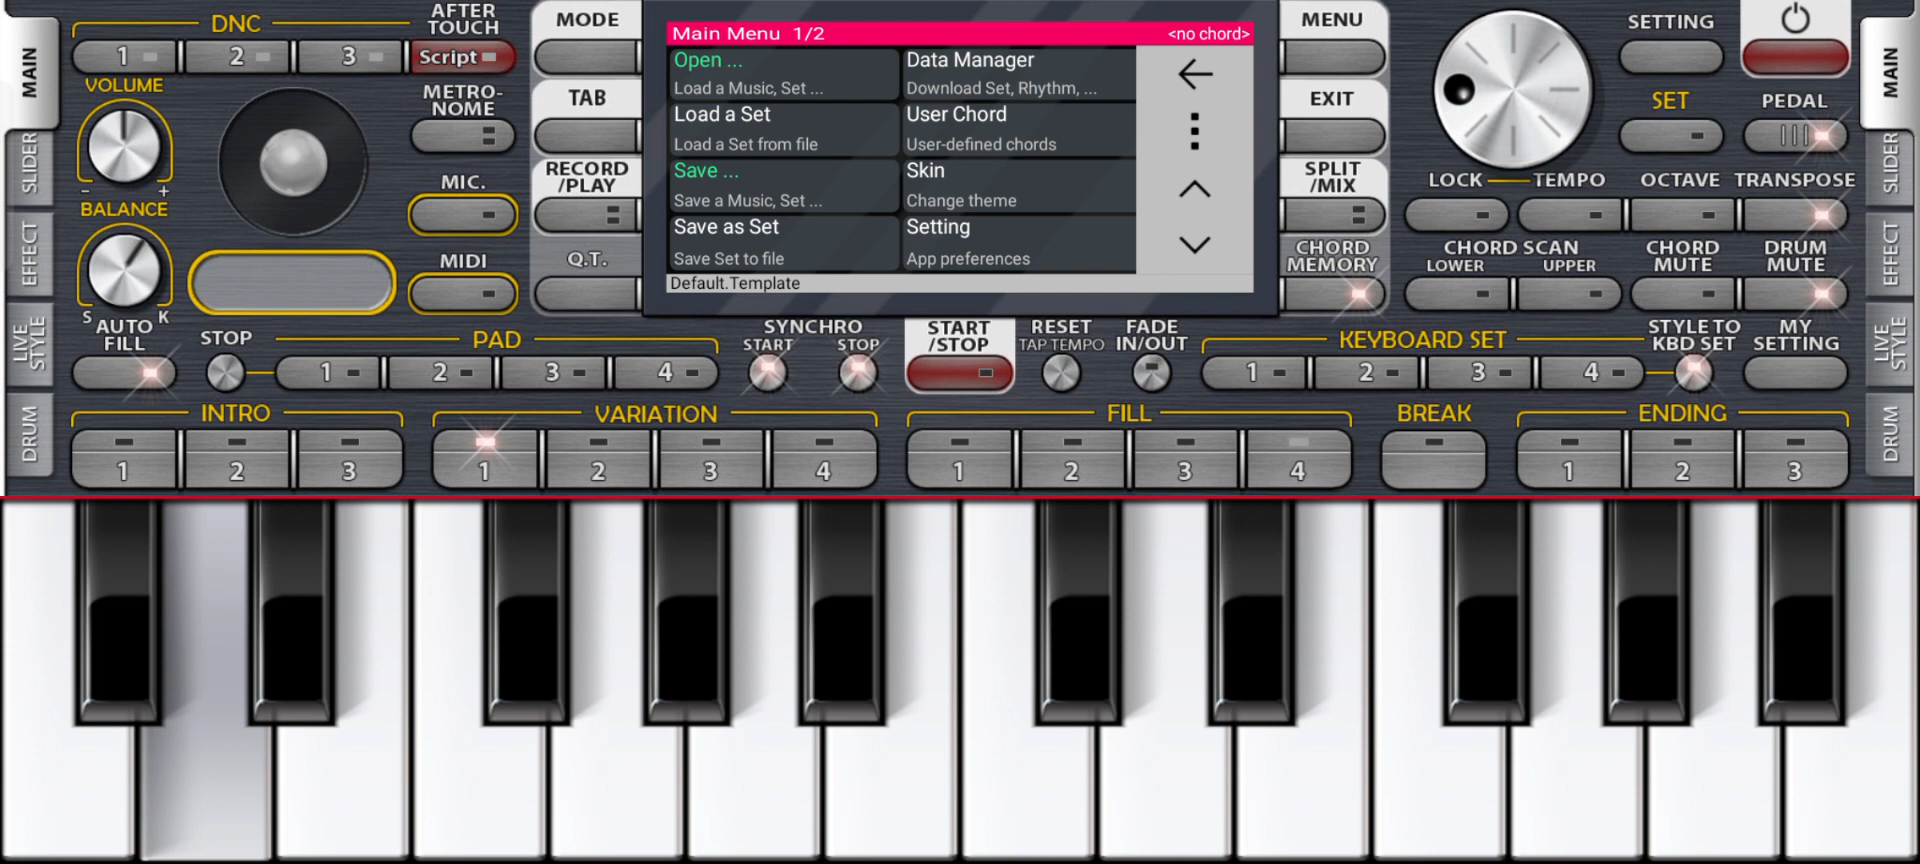 MAIN
SLIDER
EFFECT
LIVE
STYLE
DRUM
DNC
1
2
3
AFTER
TOUCH
Script
VOLUME
- +
BALANCE
S K
METRO-
NOME
MIC.
MIDI
MODE
TAB
RECORD
/PLAY
Q.T.
Main Menu 1/2
<no chord>
Open ...
Load a Music, Set ...
Data Manager
Download Set, Rhythm, ...
Load a Set
Load a Set from file
User Chord
User-defined chords
Save ...
Save a Music, Set ...
Skin
Change theme
Save as Set
Save Set to file
Setting
App preferences
Default.Template
MENU
EXIT
SPLIT
/MIX
CHORD
MEMORY
SETTING
SET
PEDAL
LOCK
TEMPO
OCTAVE
TRANSPOSE
CHORD SCAN
LOWER
UPPER
CHORD
MUTE
DRUM
MUTE
MAIN
SLIDER
EFFECT
LIVE
STYLE
DRUM
AUTO
FILL
STOP
PAD
1
2
3
4
SYNCHRO
START
STOP
START
/STOP
RESET
TAP TEMPO
FADE
IN/OUT
KEYBOARD SET
1
2
3
4
STYLE TO
KBD SET
MY
SETTING
INTRO
1
2
3
VARIATION
1
2
3
4
FILL
1
2
3
4
BREAK
ENDING
1
2
3